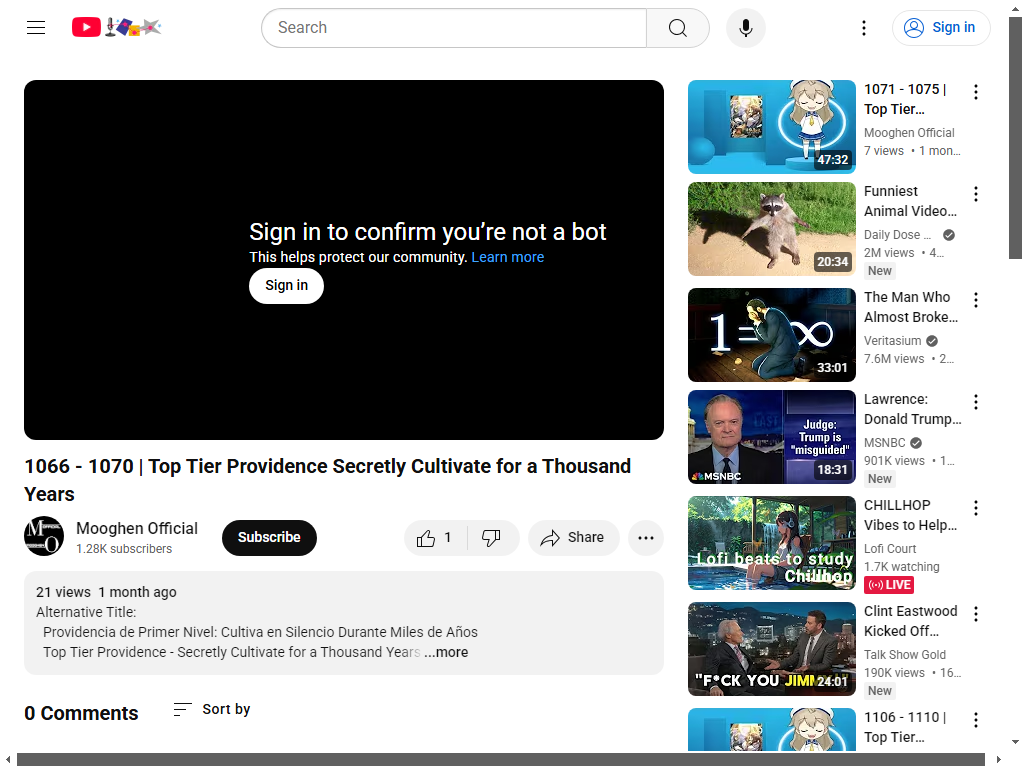 Search
Sign in
Sign in to confirm you’re not a bot
This helps protect our community. Learn more
Sign in
1066 - 1070 | Top Tier Providence Secretly Cultivate for a Thousand
Years
Mooghen Official
1.28K subscribers
Subscribe
1
Share
21 views 1 month ago
Alternative Title:
Providencia de Primer Nivel: Cultiva en Silencio Durante Miles de Años
Top Tier Providence - Secretly Cultivate for a Thousand Years ...more
0 Comments
Sort by
47:32
1071 - 1075 |
Top Tier…
Mooghen Official
7 views • 1 mon…
20:34
Funniest
Animal Video…
Daily Dose …
2M views • 4…
New
1 = ∞
33:01
The Man Who
Almost Broke…
Veritasium
7.6M views • 2…
Judge:
Trump is
"misguided"
MSNBC
18:31
Lawrence:
Donald Trump…
MSNBC
901K views • 1…
New
Lofi beats to study
Chillhop
CHILLHOP
Vibes to Help…
Lofi Court
1.7K watching
LIVE
"F*CK YOU
24:01
Clint Eastwood
Kicked Off…
Talk Show Gold
190K views • 16…
New
1106 - 1110 |
Top Tier…